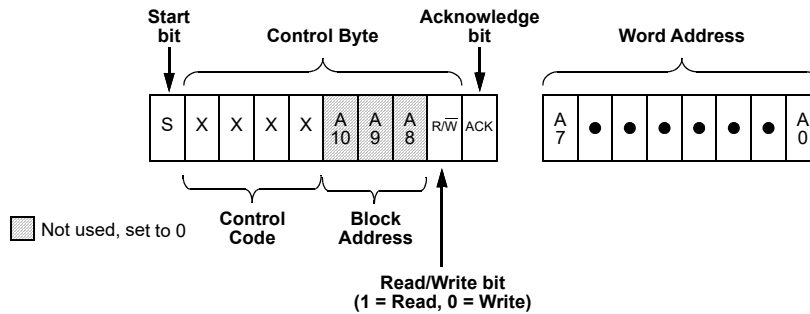 Start
bit
Control Byte
Acknowledge
bit
Word Address
S
X
X
X
X
A
10
A
9
A
8
R/W̅
ACK
A
7
• • • • • •
A
0
Control
Code
Block
Address
Not used, set to 0
Read/Write bit
(1 = Read, 0 = Write)